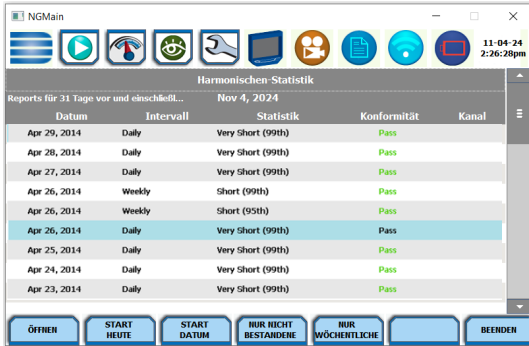 NGMain
11-04-24
2:26:28pm
Harmonischen-Statistik
Reports für 31 Tage vor und einschließl... Nov 4, 2024
Datum Intervall Statistik Konformität Kanal
Apr 29, 2014 Daily Very Short (99th) Pass
Apr 28, 2014 Daily Very Short (99th) Pass
Apr 27, 2014 Daily Very Short (99th) Pass
Apr 26, 2014 Weekly Short (99th) Pass
Apr 26, 2014 Weekly Short (95th) Pass
Apr 26, 2014 Daily Very Short (99th) Pass
Apr 25, 2014 Daily Very Short (99th) Pass
Apr 24, 2014 Daily Very Short (99th) Pass
Apr 23, 2014 Daily Very Short (99th) Pass
ÖFFNEN START HEUTE START DATUM NUR NICHT BESTANDENE NUR WÖCHENTLICHE BEENDEN